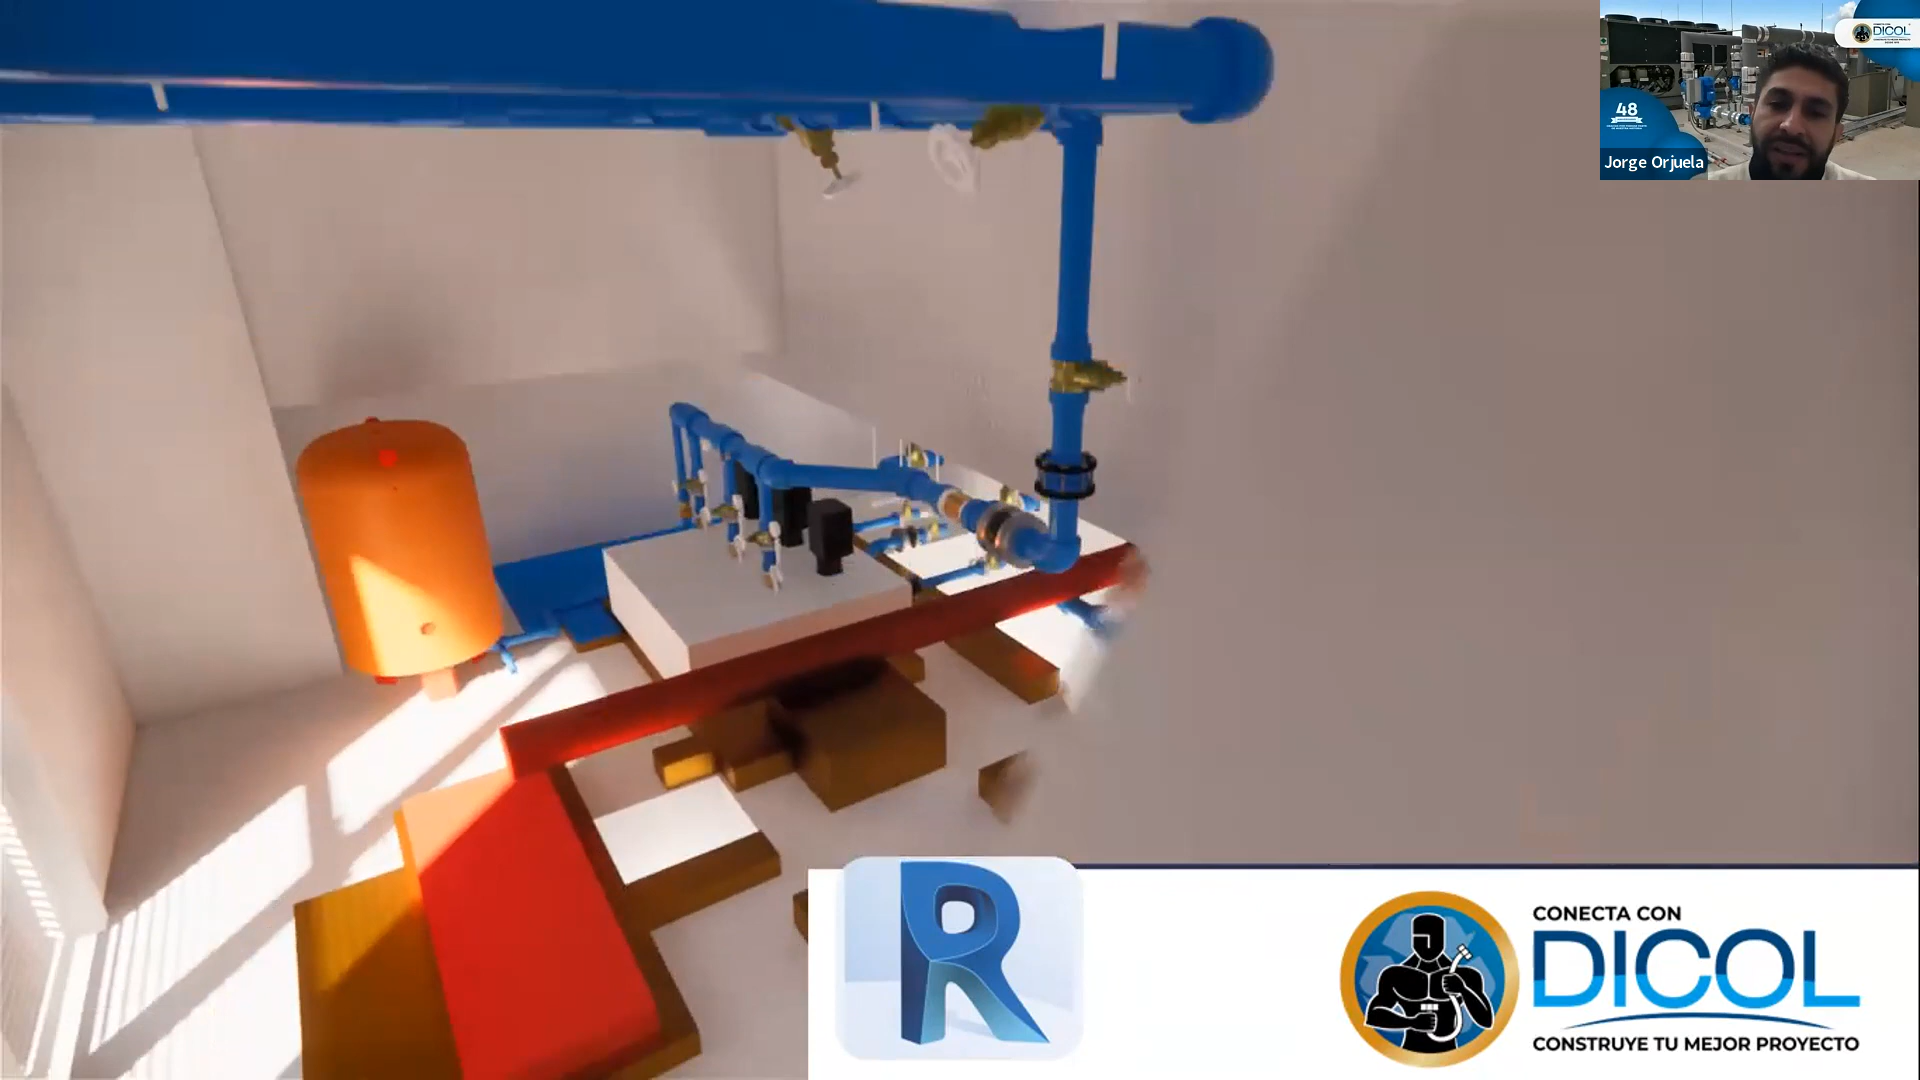 DICOL
48
Jorge Orjuela
CONECTA CON
DICOL
CONSTRUYE TU MEJOR PROYECTO